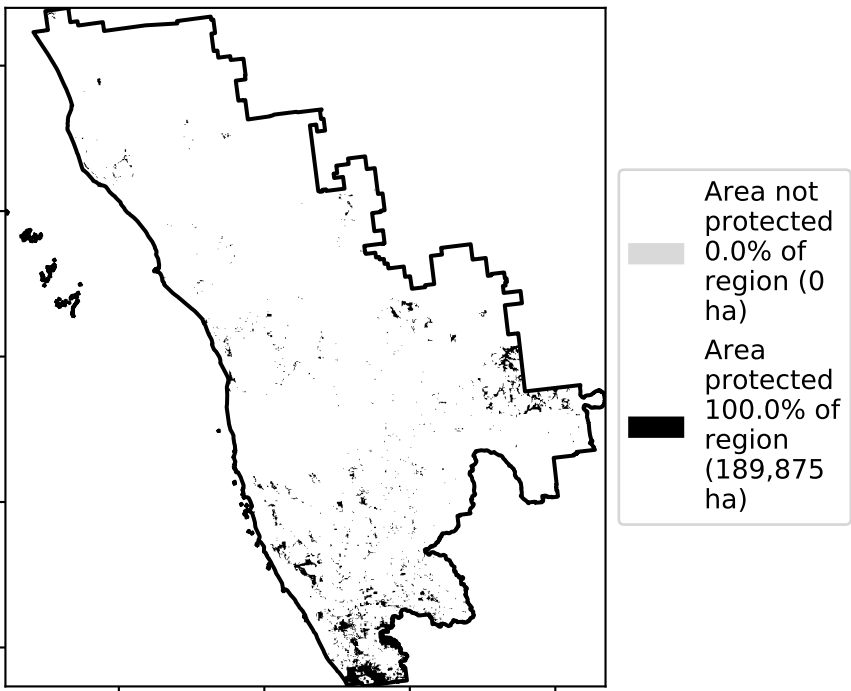 Area not
protected
0.0% of
region (0
ha)
Area
protected
100.0% of
region
(189,875
ha)